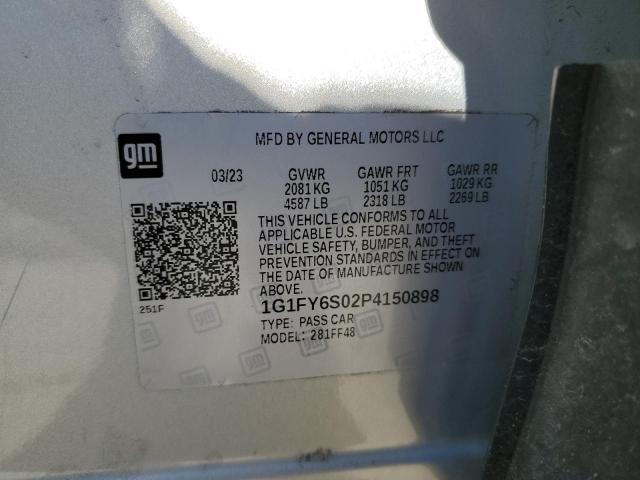 gm
MFD BY GENERAL MOTORS LLC
03/23 GVWR GAWR FRT GAWR RR
2081 KG 1051 KG 1029 KG
4587 LB 2318 LB 2269 LB
THIS VEHICLE CONFORMS TO ALL
APPLICABLE U.S. FEDERAL MOTOR
VEHICLE SAFETY, BUMPER, AND THEFT
PREVENTION STANDARDS IN EFFECT ON
THE DATE OF MANUFACTURE SHOWN
ABOVE.
251F
1G1FY6S02P4150898
TYPE: PASS CAR
MODEL: 281FF48